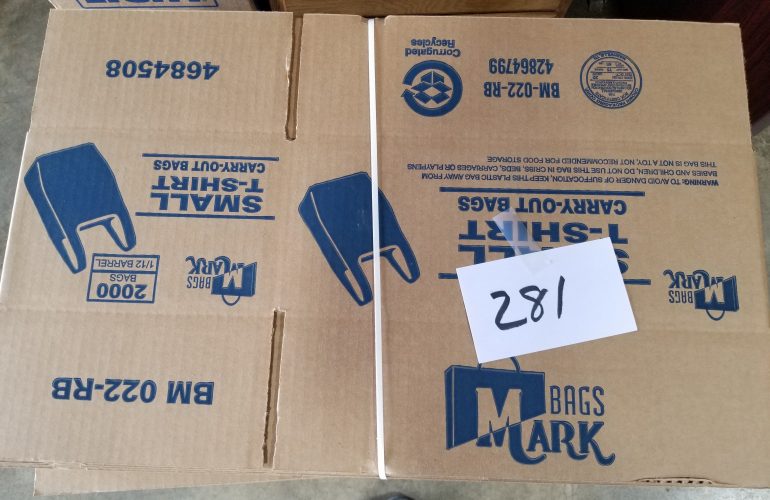 BM 022-RB
BAGS
MARK
2000
BAGS
1/12 BARREL
SMALL
T-SHIRT
CARRY-OUT BAGS
4684508
BAGS
MARK
281
BAGS
MARK
SMALL
T-SHIRT
CARRY-OUT BAGS
WARNING: TO AVOID DANGER OF SUFFOCATION, KEEP THIS PLASTIC BAG AWAY FROM
BABIES AND CHILDREN, DO NOT USE THIS BAG IN CRIBS, BEDS, CARRIAGES OR PLAYPENS
THIS BAG IS NOT A TOY, NOT RECOMMENDED FOR FOOD STORAGE
BM-022-RB
42864799
Corrugated
Recycles